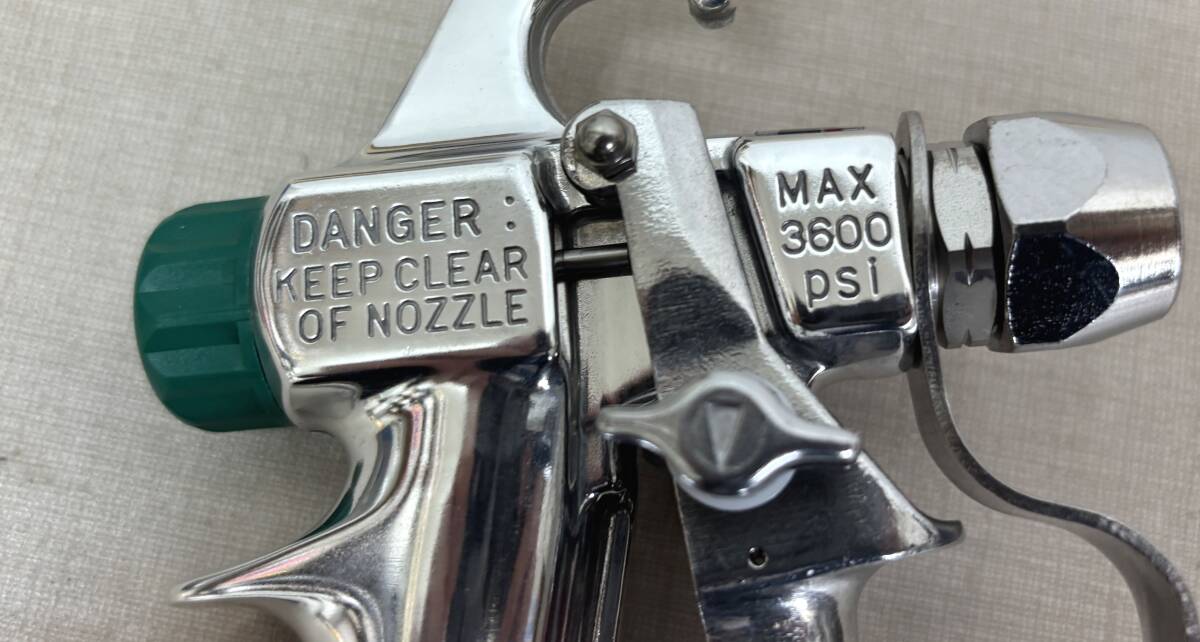 DANGER :
KEEP CLEAR
OF NOZZLE
MAX
3600
psi